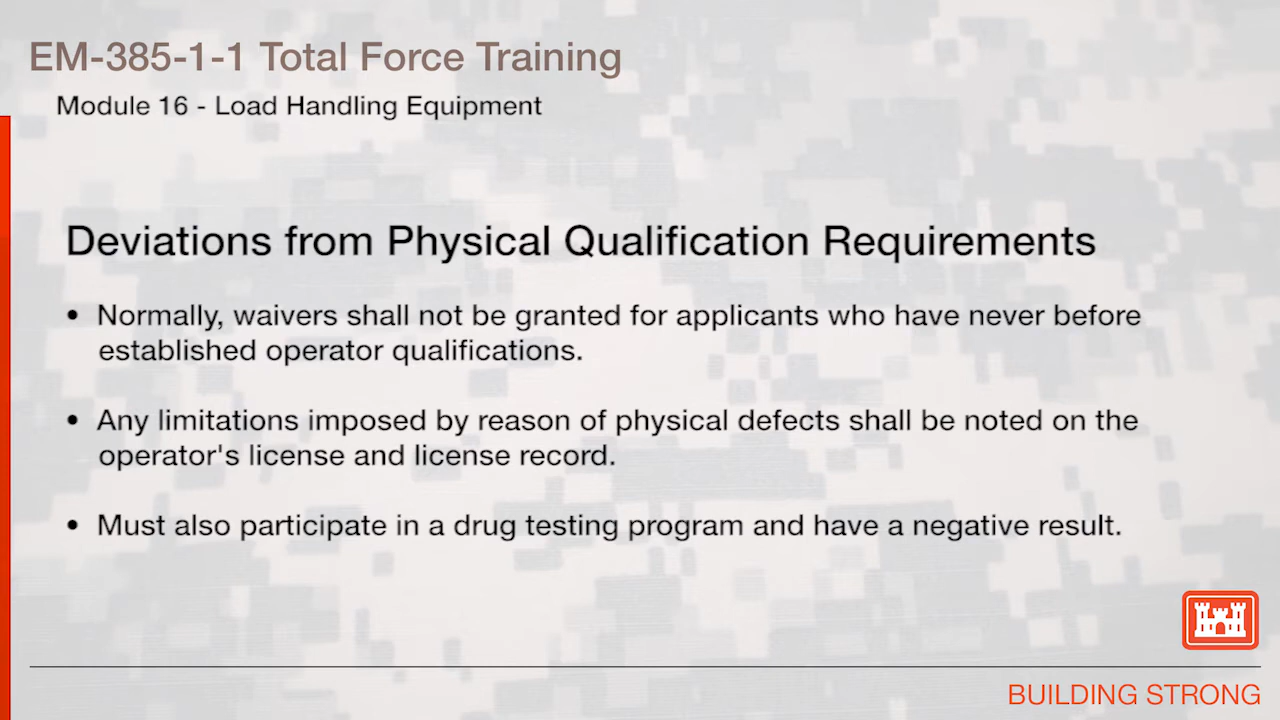 EM-385-1-1 Total Force Training
Module 16 - Load Handling Equipment
Deviations from Physical Qualification Requirements
• Normally, waivers shall not be granted for applicants who have never before
established operator qualifications.
• Any limitations imposed by reason of physical defects shall be noted on the
operator's license and license record.
• Must also participate in a drug testing program and have a negative result.
BUILDING STRONG